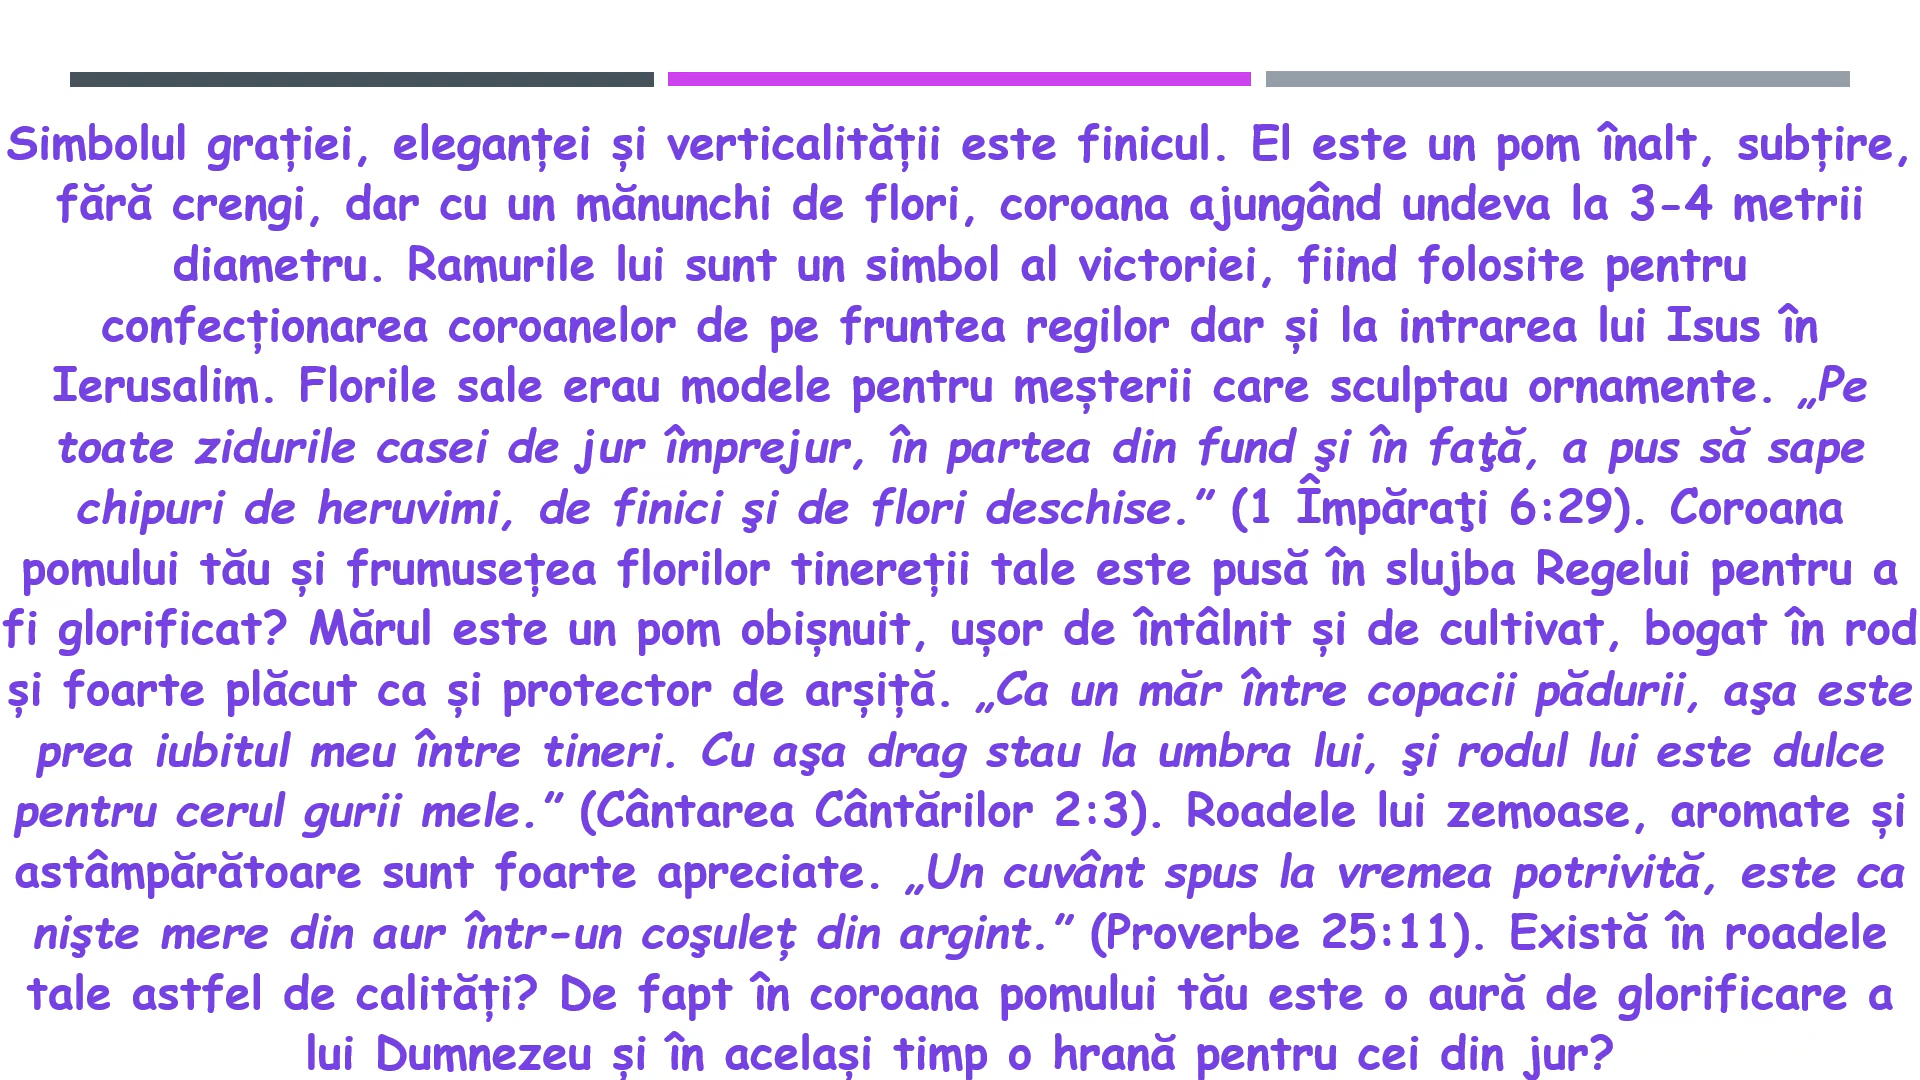 Simbolul grației, eleganței și verticalității este finicul. El este un pom înalt, subțire,
fără crengi, dar cu un mănunchi de flori, coroana ajungând undeva la 3-4 metrii
diametru. Ramurile lui sunt un simbol al victoriei, fiind folosite pentru
confecționarea coroanelor de pe fruntea regilor dar și la intrarea lui Isus în
Ierusalim. Florile sale erau modele pentru meșterii care sculptau ornamente. „Pe
toate zidurile casei de jur împrejur, în partea din fund şi în faţă, a pus să sape
chipuri de heruvimi, de finici şi de flori deschise.” (1 Împăraţi 6:29). Coroana
pomului tău și frumusețea florilor tinereții tale este pusă în slujba Regelui pentru a
fi glorificat? Mărul este un pom obișnuit, ușor de întâlnit și de cultivat, bogat în rod
și foarte plăcut ca și protector de arșiță. „Ca un măr între copacii pădurii, aşa este
prea iubitul meu între tineri. Cu aşa drag stau la umbra lui, şi rodul lui este dulce
pentru cerul gurii mele.” (Cântarea Cântărilor 2:3). Roadele lui zemoase, aromate și
astâmpărătoare sunt foarte apreciate. „Un cuvânt spus la vremea potrivită, este ca
nişte mere din aur într-un coşuleț din argint.” (Proverbe 25:11). Există în roadele
tale astfel de calități? De fapt în coroana pomului tău este o aură de glorificare a
lui Dumnezeu și în același timp o hrană pentru cei din jur?